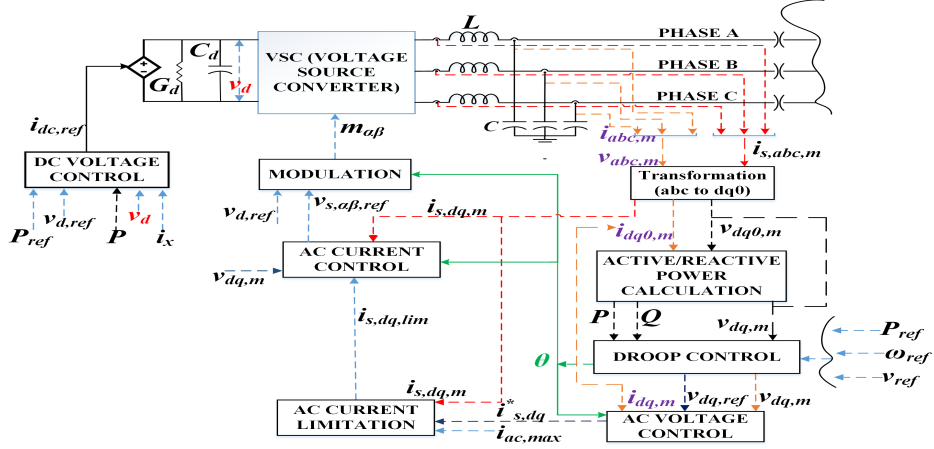 L
PHASE A
C_d
VSC (VOLTAGE
SOURCE
CONVERTER)
v_d
G_d
PHASE B
PHASE C
i_dc,ref
m_αβ
C
i_abc,m
v_abc,m
i_s,abc,m
DC VOLTAGE
CONTROL
MODULATION
Transformation
(abc to dq0)
P_ref
v_d,ref
P
v_d
i_x
v_d,ref
v_s,αβ,ref
i_s,dq,m
i_dq0,m
v_dq0,m
AC CURRENT
CONTROL
v_dq,m
ACTIVE/REACTIVE
POWER
CALCULATION
i_s,dq,lim
P
Q
v_dq,m
P_ref
ω_ref
v_ref
θ
DROOP CONTROL
i_s,dq,m
i*_s,dq
i_ac,max
i_dq,m
v_dq,ref
v_dq,m
AC CURRENT
LIMITATION
AC VOLTAGE
CONTROL